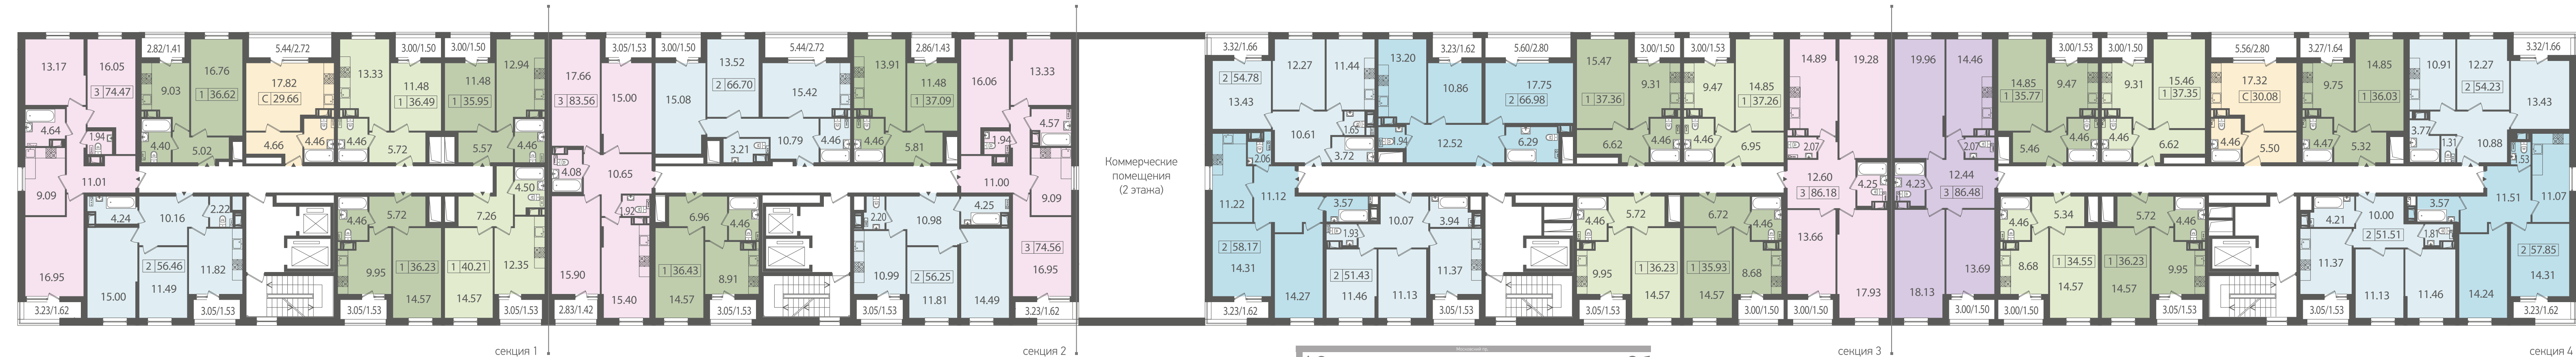 2.82/1.41 5.44/2.72 3.00/1.50 3.00/1.50 3.05/1.53 3.00/1.50 5.44/2.72 2.86/1.43
13.17 16.05 9.03 16.76 17.82 13.33 11.48 11.48 12.94 17.66 15.00 15.08 13.52 15.42 13.91 11.48 16.06 13.33
3 74.47 1 36.62 С 29.66 1 36.49 1 35.95 3 83.56 2 66.70 1 37.09
4.64 1.94 4.40 5.02 4.66 4.46 4.46 5.72 5.57 4.46 4.08 10.65 3.21 10.79 4.46 4.46 5.81 1.94 4.57
9.09 11.01 4.50 1.92 11.00 9.09
4.24 10.16 2.22 4.46 5.72 7.26 6.96 4.46 2.20 10.98 4.25
16.95 15.00 2 56.46 11.49 11.82 9.95 1 36.23 14.57 1 40.21 14.57 12.35 15.90 15.40 1 36.43 14.57 8.91 10.99 2 56.25 11.81 14.49 3 74.56 16.95
3.23/1.62 3.05/1.53 3.05/1.53 3.05/1.53 2.83/1.42 3.05/1.53 3.05/1.53 3.23/1.62
секция 1
секция 2
Коммерческие
помещения
(2 этажа)
3.32/1.66 3.23/1.62 5.60/2.80 3.00/1.50 3.00/1.53 3.00/1.53 3.00/1.50 5.56/2.80 3.27/1.64 3.32/1.66
2 54.78 13.43 12.27 11.44 13.20 10.86 17.75 15.47 9.31 9.47 14.85 14.89 19.28 19.96 14.46 14.85 9.47 9.31 15.46 17.32 9.75 14.85 10.91 12.27 13.43
2 66.98 1 37.36 1 37.26 1 35.77 1 37.35 С 30.08 1 36.03 2 54.23
10.61 1.65 3.72 1.94 12.52 6.29 6.62 4.46 4.46 6.95 2.07 2.07 5.46 4.46 4.46 6.62 4.46 5.50 4.47 5.32 3.77 1.31 10.88 1.53
2.06 11.22 11.12 12.60 3 86.18 4.25 4.23 12.44 3 86.48 11.51 11.07
3.57 1.93 10.07 3.94 4.46 5.72 6.72 4.46 4.46 5.34 5.72 4.46 4.21 10.00 1.81 3.57
2 58.17 14.31 14.27 2 51.43 11.46 11.13 11.37 9.95 1 36.23 14.57 1 35.93 14.57 8.68 13.66 17.93 18.13 13.69 8.68 1 34.55 14.57 1 36.23 14.57 9.95 11.37 2 51.51 11.13 11.46 14.24 2 57.85 14.31
3.23/1.62 3.05/1.53 3.05/1.53 3.00/1.50 3.00/1.50 3.00/1.50 3.00/1.50 3.05/1.53 3.05/1.53 3.23/1.62
секция 3
секция 4